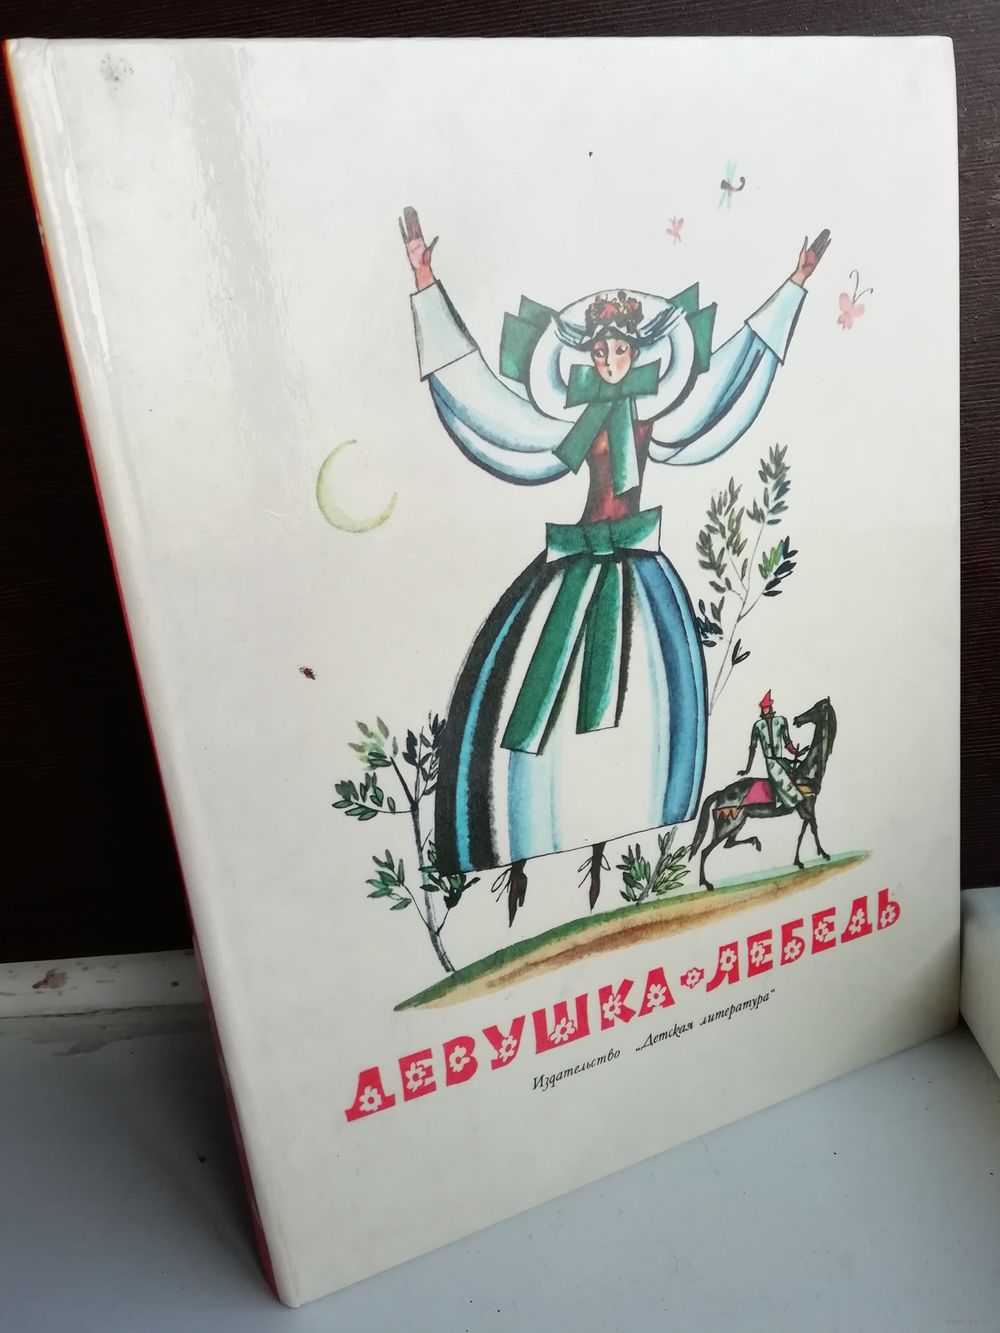 ДЕВУШКА-ЛЕБЕДЬ
Издательство „Детская литература“